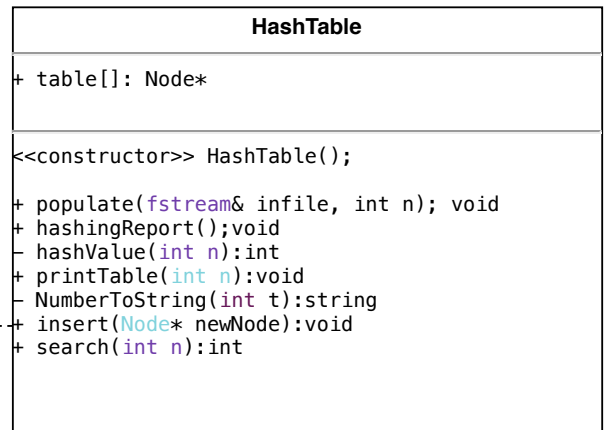 HashTable
+ table[]: Node*
<<constructor>> HashTable();
+ populate(fstream& infile, int n); void
+ hashingReport();void
– hashValue(int n):int
+ printTable(int n):void
– NumberToString(int t):string
+ insert(Node* newNode):void
+ search(int n):int